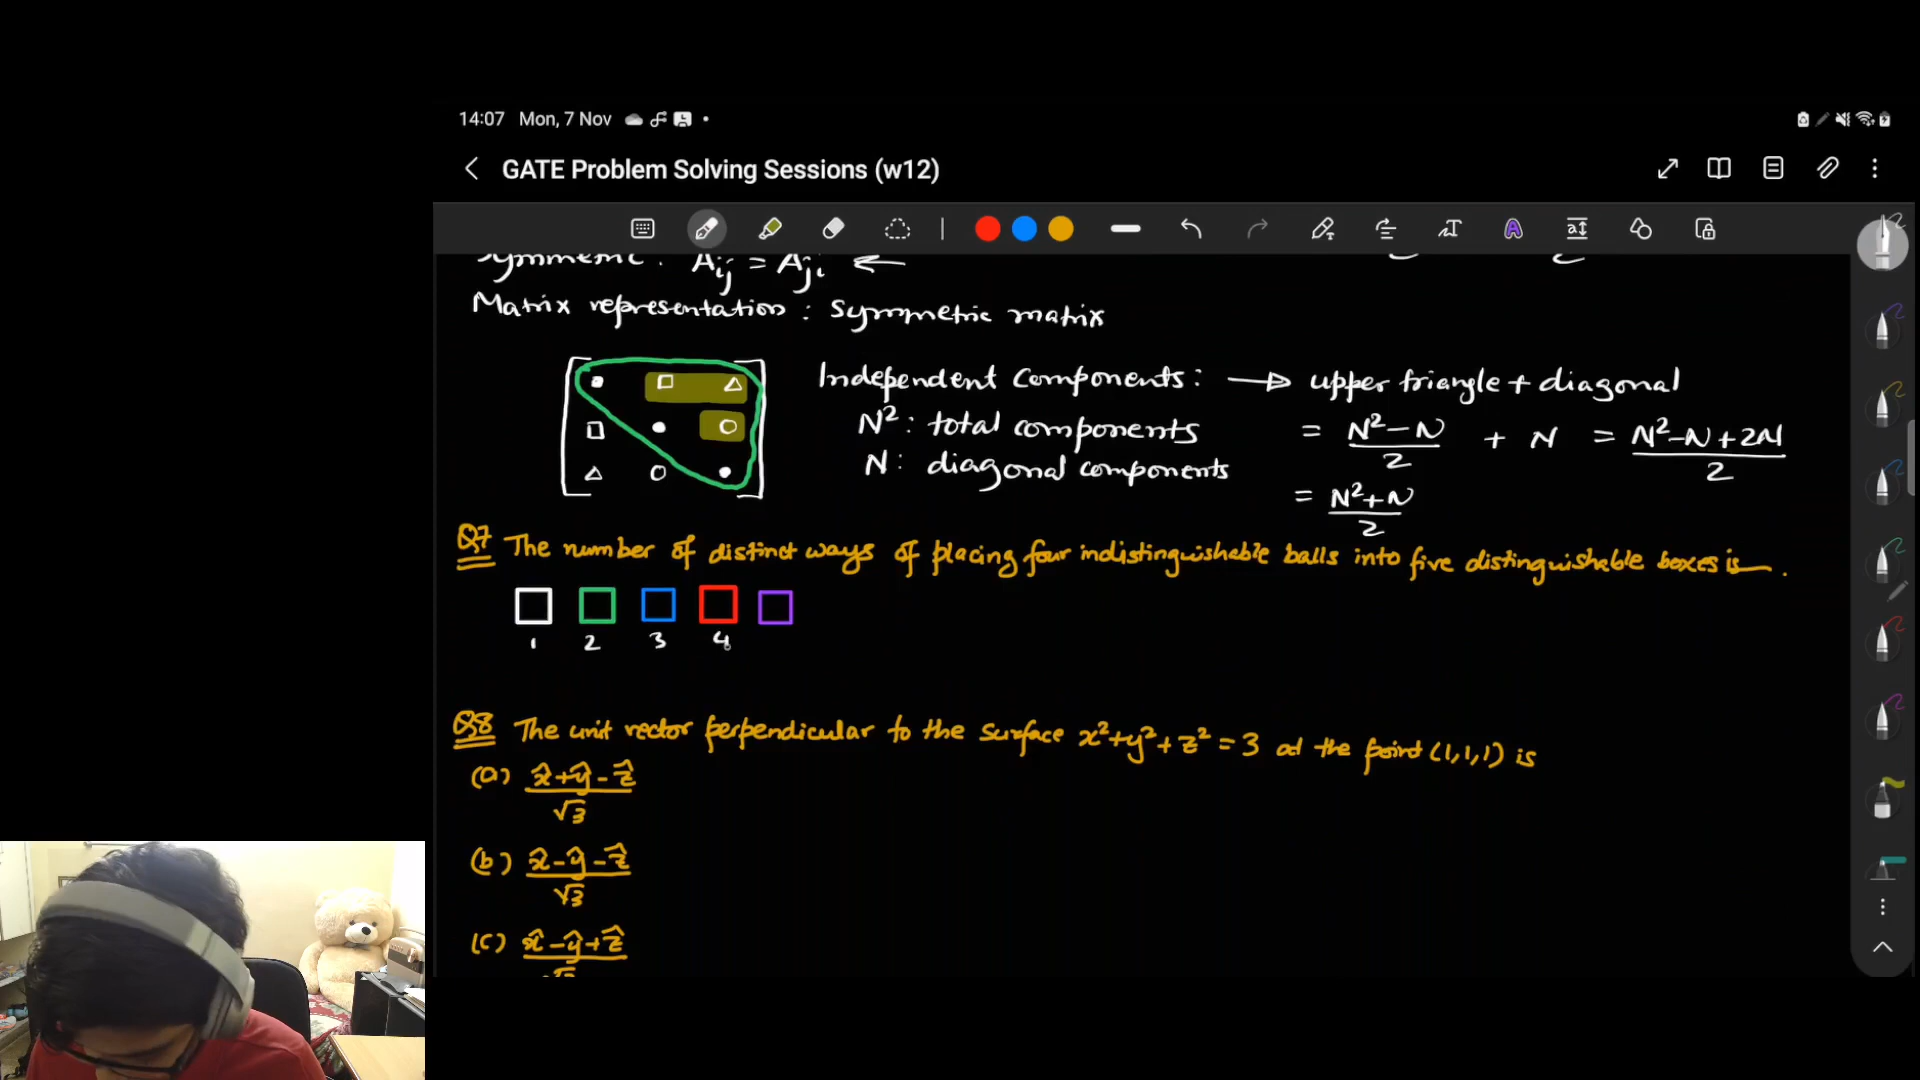 14:07 Mon, 7 Nov
GATE Problem Solving Sessions (w12)
Symmetric : Aij = Aji ←
Matrix representation : Symmetric matrix
Independent Components : → upper triangle + diagonal
N² : total components = (N² - N)/2 + N = (N² - N + 2N)/2
N : diagonal components
= (N² + N)/2
Q7 The number of distinct ways of placing four indistinguishable balls into five distinguishable boxes is __ .
1 2 3 4
Q8 The unit vector perpendicular to the surface x² + y² + z² = 3 at the point (1,1,1) is
(a) (x̂ + ŷ - ẑ)/√3
(b) (x̂ - ŷ - ẑ)/√3
(c) x̂ - ŷ + ẑ